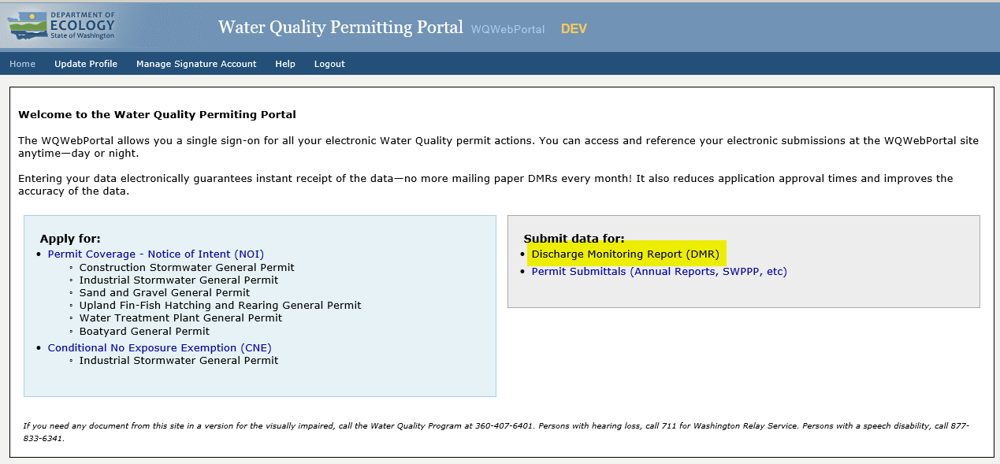 DEPARTMENT OF
ECOLOGY
State of Washington
Water Quality Permitting Portal WQWebPortal DEV
Home Update Profile Manage Signature Account Help Logout
Welcome to the Water Quality Permiting Portal
The WQWebPortal allows you a single sign-on for all your electronic Water Quality permit actions. You can access and reference your electronic submissions at the WQWebPortal site
anytime—day or night.
Entering your data electronically guarantees instant receipt of the data—no more mailing paper DMRs every month! It also reduces application approval times and improves the
accuracy of the data.
Apply for:
• Permit Coverage - Notice of Intent (NOI)
◦ Construction Stormwater General Permit
◦ Industrial Stormwater General Permit
◦ Sand and Gravel General Permit
◦ Upland Fin-Fish Hatching and Rearing General Permit
◦ Water Treatment Plant General Permit
◦ Boatyard General Permit
• Conditional No Exposure Exemption (CNE)
◦ Industrial Stormwater General Permit
Submit data for:
• Discharge Monitoring Report (DMR)
• Permit Submittals (Annual Reports, SWPPP, etc)
If you need any document from this site in a version for the visually impaired, call the Water Quality Program at 360-407-6401. Persons with hearing loss, call 711 for Washington Relay Service. Persons with a speech disability, call 877-
833-6341.